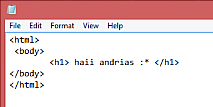 File Edit Format View Help
<html>
<body>
<h1> haii andrias :* </h1>
</body>
</html>